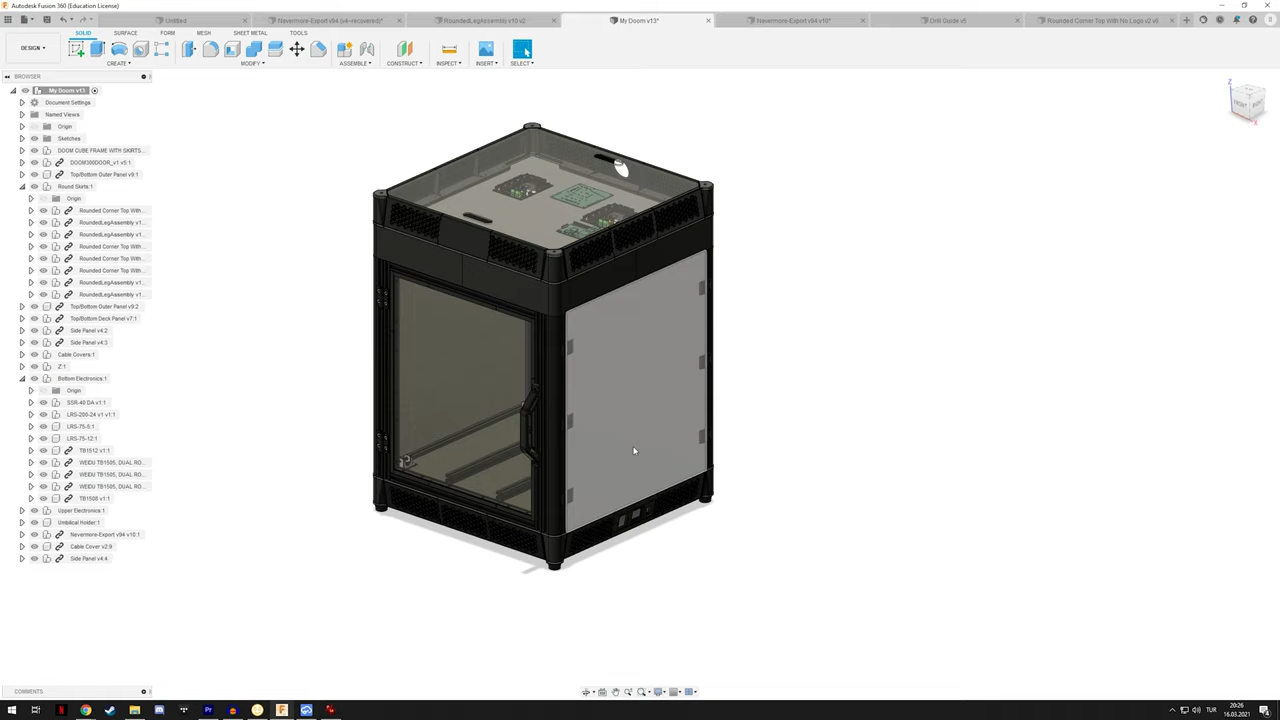 Autodesk Fusion 360 (Education License)
Untitled
Nevermore-Export v94 (v4~recovered*)
RoundedLegAssembly v10 v2
My Doom v13*
Nevermore-Export v94 v10*
Drill Guide v5
Rounded Corner Top With No Logo v2 v6
SOLID
SURFACE
FORM
MESH
SHEET METAL
TOOLS
DESIGN
CREATE
MODIFY
ASSEMBLE
CONSTRUCT
INSPECT
INSERT
SELECT
BROWSER
My Doom v13
Document Settings
Named Views
Origin
Sketches
DOOM CUBE FRAME WITH SKIRTS...
DOOM300DOOR_v1 v5:1
Top/Bottom Outer Panel v9:1
Round Skirts:1
Origin
Rounded Corner Top With...
RoundedLegAssembly v1...
RoundedLegAssembly v1...
Rounded Corner Top With...
Rounded Corner Top With...
Rounded Corner Top With...
RoundedLegAssembly v1...
RoundedLegAssembly v1...
Top/Bottom Outer Panel v9:2
Top/Bottom Deck Panel v7:1
Side Panel v4:2
Side Panel v4:3
Cable Covers:1
Z:1
Bottom Electronics:1
Origin
SSR-40 DA v1:1
LRS-200-24 v1 v1:1
LRS-75-5:1
LRS-75-12:1
TB1512 v1:1
WEIDU TB1505, DUAL RO...
WEIDU TB1505, DUAL RO...
WEIDU TB1505, DUAL RO...
TB1508 v1:1
Upper Electronics:1
Umbilical Holder:1
Nevermore-Export v94 v10:1
Cable Cover v2:9
Side Panel v4:4
FRONT
Z
X
COMMENTS
TUR
20:26
16.03.2021